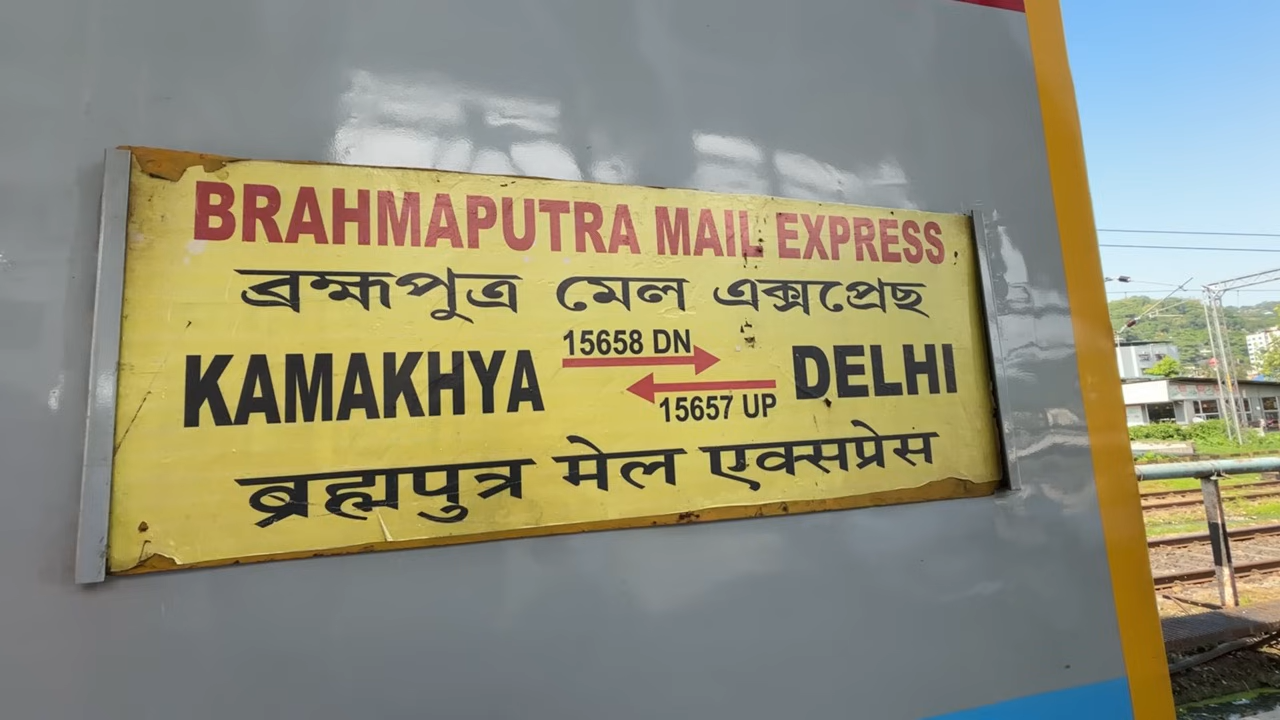 BRAHMAPUTRA MAIL EXPRESS
ব্ৰহ্মপুত্ৰ মেল এক্সপ্ৰেছ
15658 DN
KAMAKHYA DELHI
15657 UP
ब्रह्मपुत्र मेल एक्सप्रेस